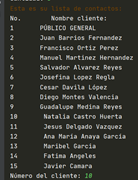 Esta es su lista de contactos:
No. Nombre cliente:
1 PÚBLICO GENERAL
2 Juan Barrios Fernandez
3 Francisco Ortiz Perez
4 Manuel Martinez Hernandez
5 Salvador Alvarez Reyes
6 Josefina Lopez Regla
7 Cesar Davila López
8 Diego Montes Valencia
9 Guadalupe Medina Reyes
10 Natalia Castro Huerta
11 Jesus Delgado Vazquez
12 Ana Maria Anaya Garcia
13 Maribel Garcia
14 Fatima Angeles
15 Javier Camara
Número del cliente: 10